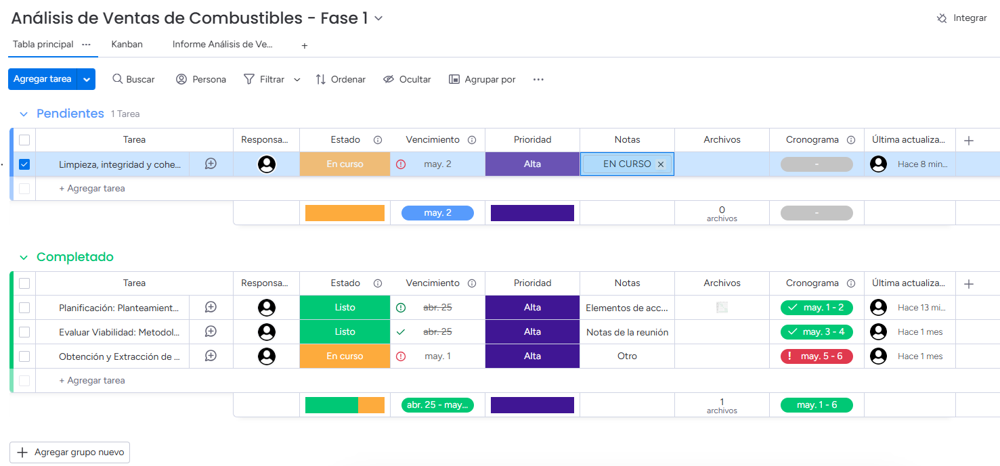 Análisis de Ventas de Combustibles - Fase 1
Integrar
Tabla principal ··· Kanban Informe Análisis de Ve... +
Agregar tarea Buscar Persona Filtrar Ordenar Ocultar Agrupar por ···
Pendientes 1 Tarea
Tarea Responsa... Estado Vencimiento Prioridad Notas Archivos Cronograma Última actualiza... +
Limpieza, integridad y cohe... En curso may. 2 Alta EN CURSO × - Hace 8 min...
+ Agregar tarea
may. 2 0 archivos -
Completado
Tarea Responsa... Estado Vencimiento Prioridad Notas Archivos Cronograma Última actualiza... +
Planificación: Planteamient... Listo abr. 25 Alta Elementos de acc... may. 1 - 2 Hace 13 mi...
Evaluar Viabilidad: Metodol... Listo abr. 25 Alta Notas de la reunión may. 3 - 4 Hace 1 mes
Obtención y Extracción de ... En curso may. 1 Alta Otro ! may. 5 - 6 Hace 1 mes
+ Agregar tarea
abr. 25 - may... 1 archivos may. 1 - 6
+ Agregar grupo nuevo